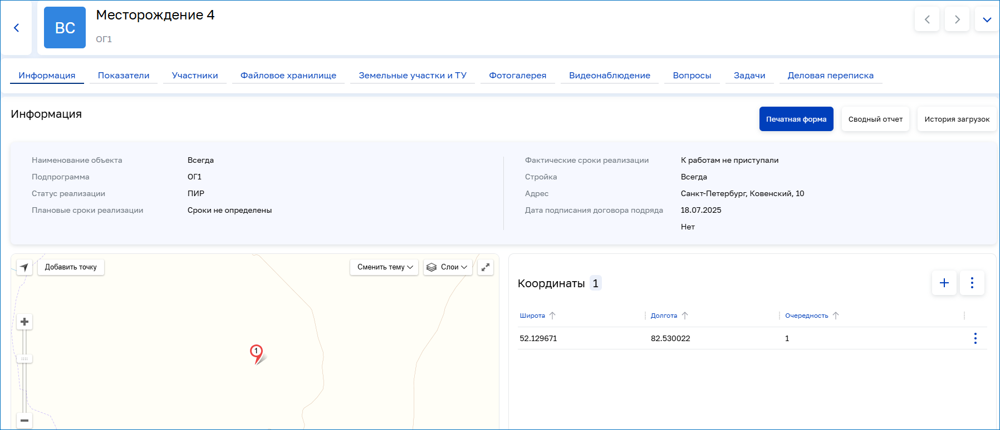 ВС
Месторождение 4
ОГ1
Информация Показатели Участники Файловое хранилище Земельные участки и ТУ Фотогалерея Видеонаблюдение Вопросы Задачи Деловая переписка
Информация
Печатная форма Сводный отчет История загрузок
Наименование объекта Всегда
Подпрограмма ОГ1
Статус реализации ПИР
Плановые сроки реализации Сроки не определены
Фактические сроки реализации К работам не приступали
Стройка Всегда
Адрес Санкт-Петербург, Ковенский, 10
Дата подписания договора подряда 18.07.2025
Нет
Добавить точку Сменить тему Слои
1
Координаты 1
Широта Долгота Очередность
52.129671 82.530022 1